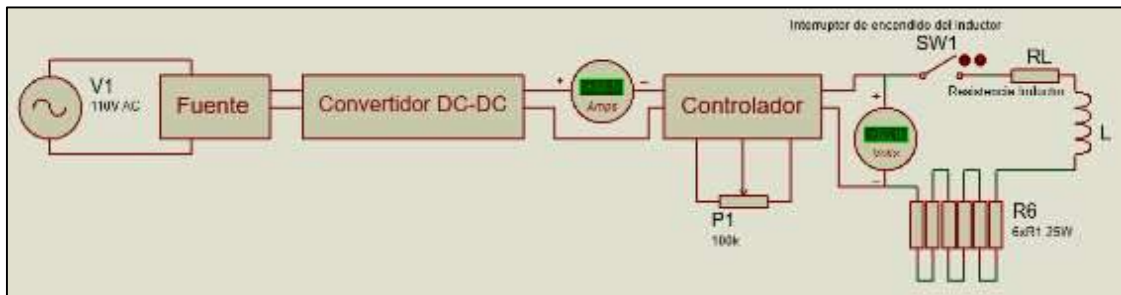 Interruptor de encendido del inductor
SW1
RL
V1
110V AC
Fuente
Convertidor DC-DC
+
−
Amps
Controlador
Resistencia Inductor
+
−
L
P1
100k
R6
6xR1 25W